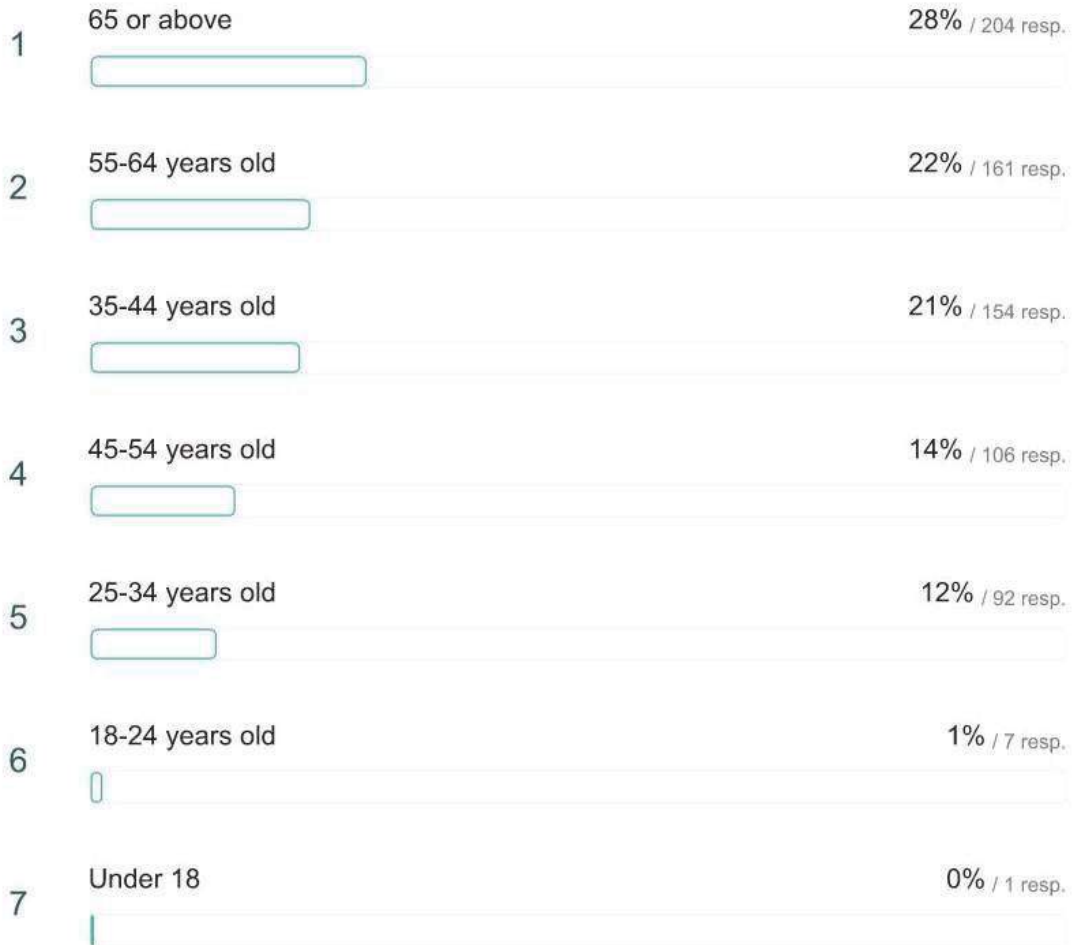 65 or above 28% / 204 resp.
1
55-64 years old 22% / 161 resp.
2
35-44 years old 21% / 154 resp.
3
45-54 years old 14% / 106 resp.
4
25-34 years old 12% / 92 resp.
5
18-24 years old 1% / 7 resp.
6
Under 18 0% / 1 resp.
7